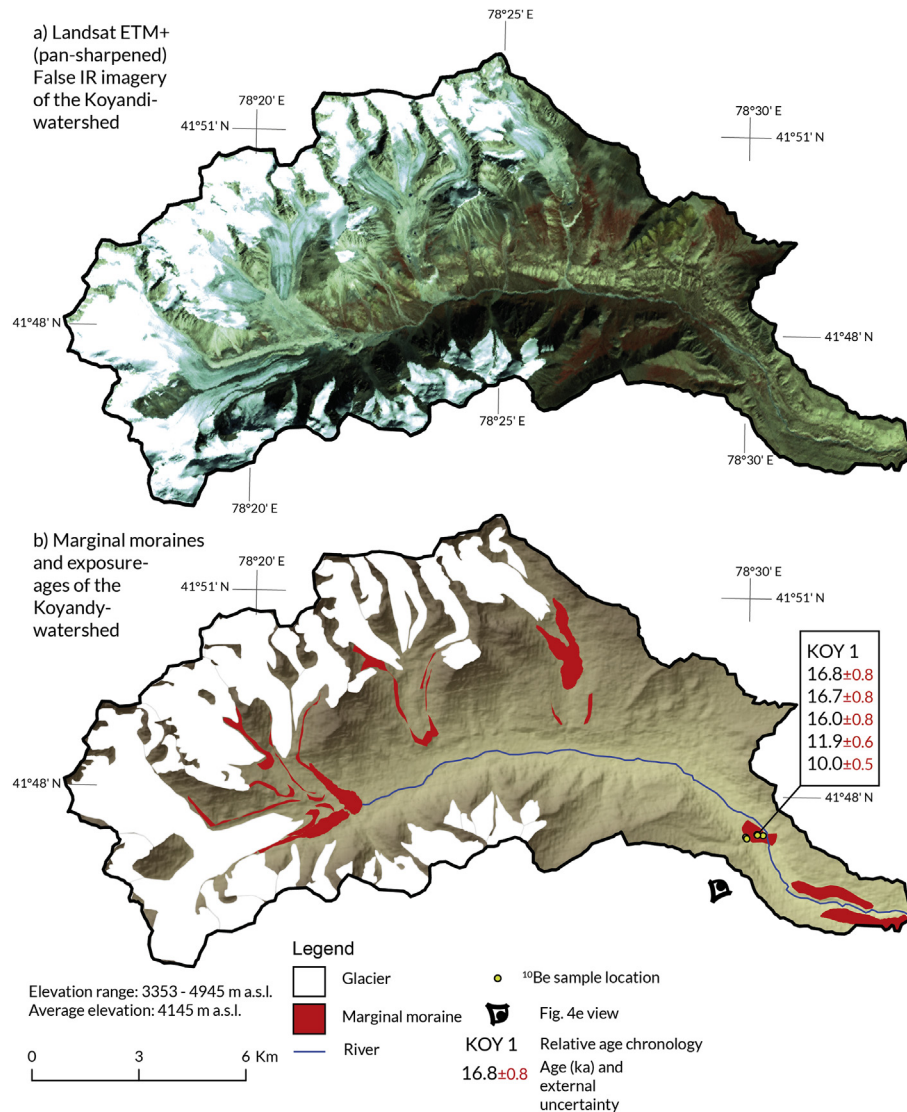 a) Landsat ETM+
(pan-sharpened)
False IR imagery
of the Koyandi-
watershed
78°25' E
78°20' E
41°51' N
78°30' E
41°51' N
41°48' N
41°48' N
78°25' E
78°30' E
78°20' E
b) Marginal moraines
and exposure-
ages of the
Koyandy-
watershed
78°20' E
41°51' N
78°30' E
41°51' N
KOY 1
16.8±0.8
16.7±0.8
16.0±0.8
11.9±0.6
10.0±0.5
41°48' N
41°48' N
Legend
Glacier
Marginal moraine
River
¹⁰Be sample location
Fig. 4e view
KOY 1 Relative age chronology
16.8±0.8 Age (ka) and
external
uncertainty
Elevation range: 3353 - 4945 m a.s.l.
Average elevation: 4145 m a.s.l.
0 3 6 Km